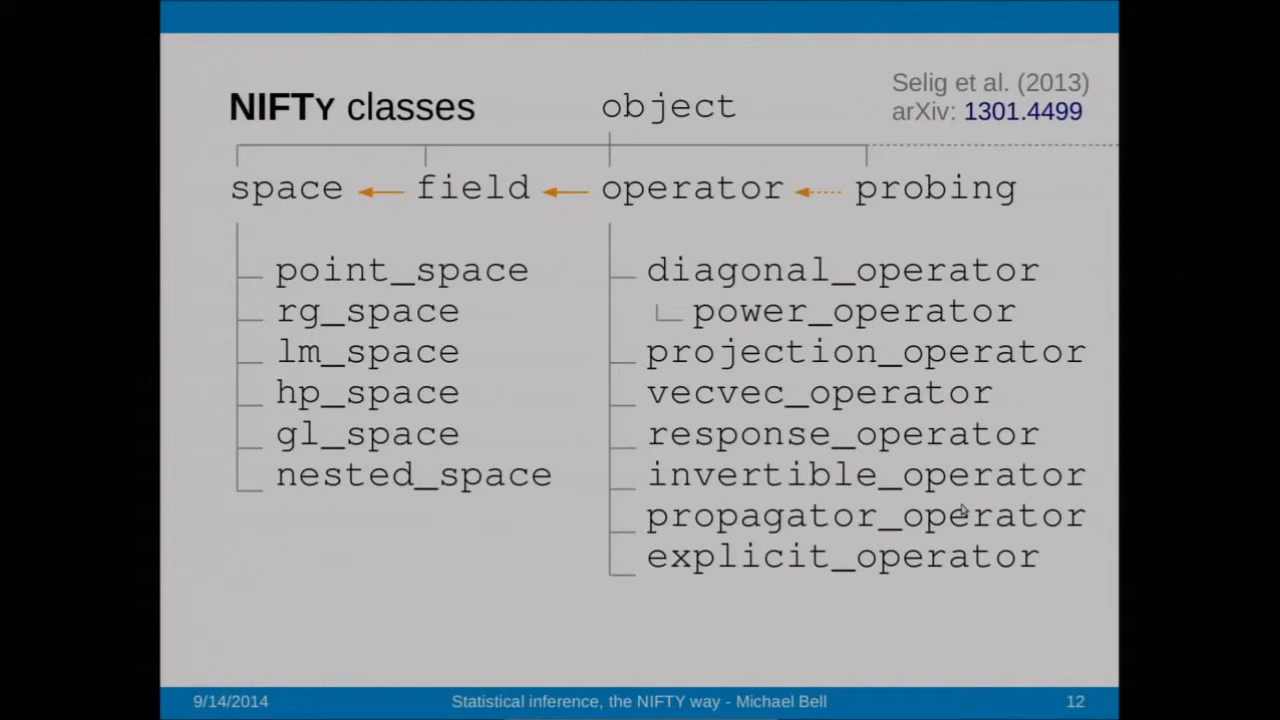 NIFTY classes
object
Selig et al. (2013)
arXiv: 1301.4499
space
field
operator
probing
point_space
rg_space
lm_space
hp_space
gl_space
nested_space
diagonal_operator
power_operator
projection_operator
vecvec_operator
response_operator
invertible_operator
propagator_operator
explicit_operator
9/14/2014
Statistical inference, the NIFTY way - Michael Bell
12